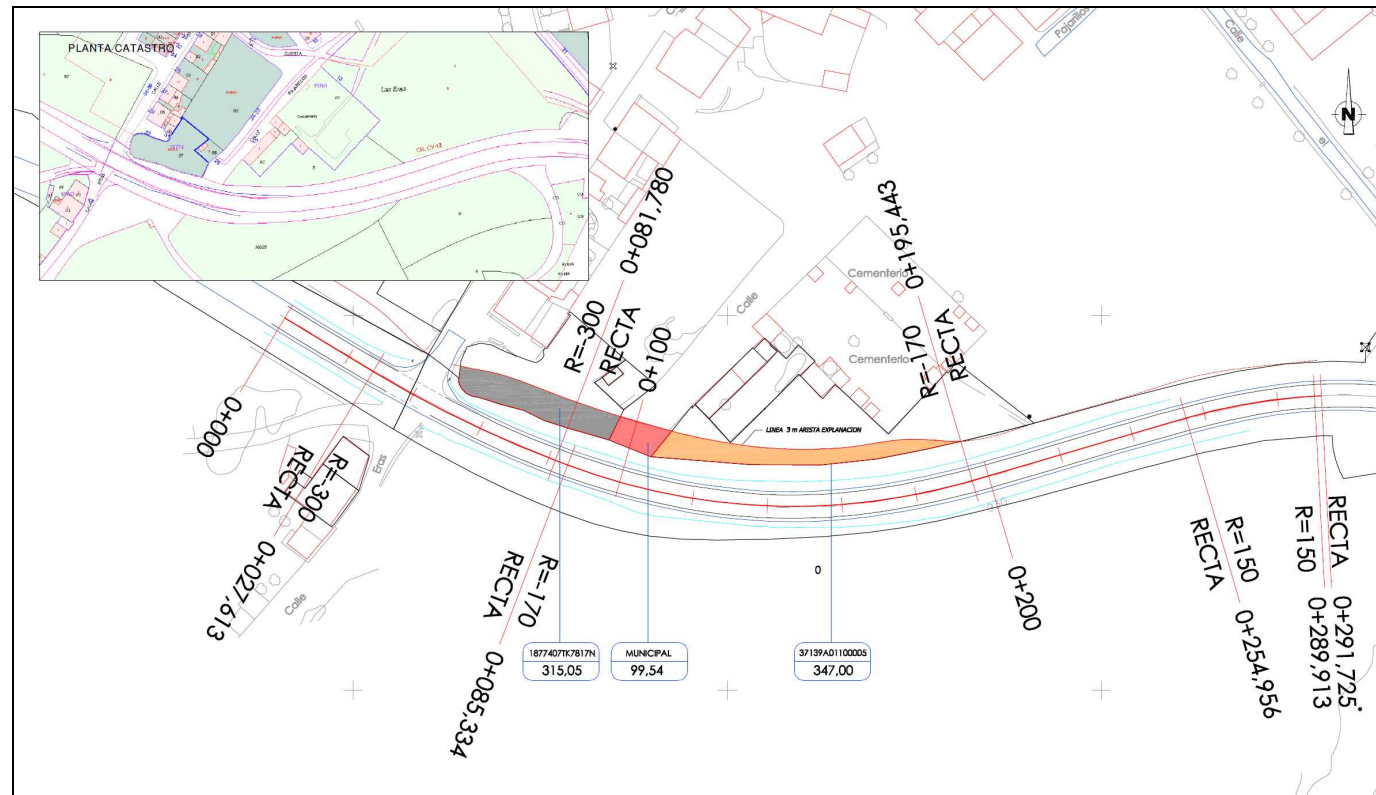 PLANTA CATASTRO
Las Eras
Cementerio
Pajarillos
Calle
el
N
0+081,780
R=-300
RECTA
0+100
0+195,443
R=-170
RECTA
Calle
Cementerio
Cementerio
LINEA 3 m ARISTA EXPLANACION
0+000
RECTA
R=-300
0+027,613
Eras
Calle
RECTA
R=-170
0+085,334
0
0+200
RECTA
R=150
0+254,956
R=150
0+289,913
RECTA
0+291,725
1877407TK7817N
315,05
MUNICIPAL
99,54
37139A01100005
347,00